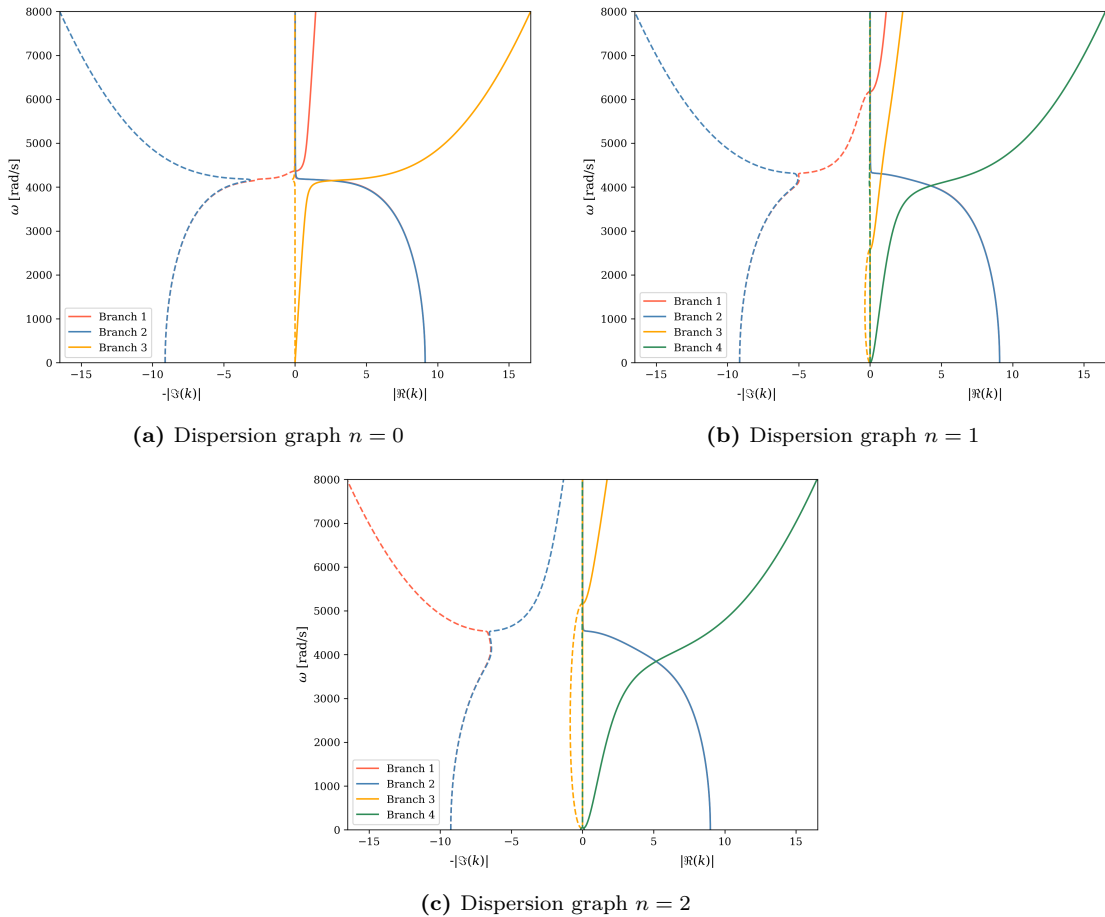 8000
7000
6000
5000
4000
3000
2000
1000
0
ω [rad/s]
−15 −10 −5 0 5 10 15
-|ℑ(k)| |ℜ(k)|
Branch 1
Branch 2
Branch 3
(a) Dispersion graph n = 0
8000
7000
6000
5000
4000
3000
2000
1000
0
ω [rad/s]
−15 −10 −5 0 5 10 15
-|ℑ(k)| |ℜ(k)|
Branch 1
Branch 2
Branch 3
Branch 4
(b) Dispersion graph n = 1
8000
7000
6000
5000
4000
3000
2000
1000
0
ω [rad/s]
−15 −10 −5 0 5 10 15
-|ℑ(k)| |ℜ(k)|
Branch 1
Branch 2
Branch 3
Branch 4
(c) Dispersion graph n = 2